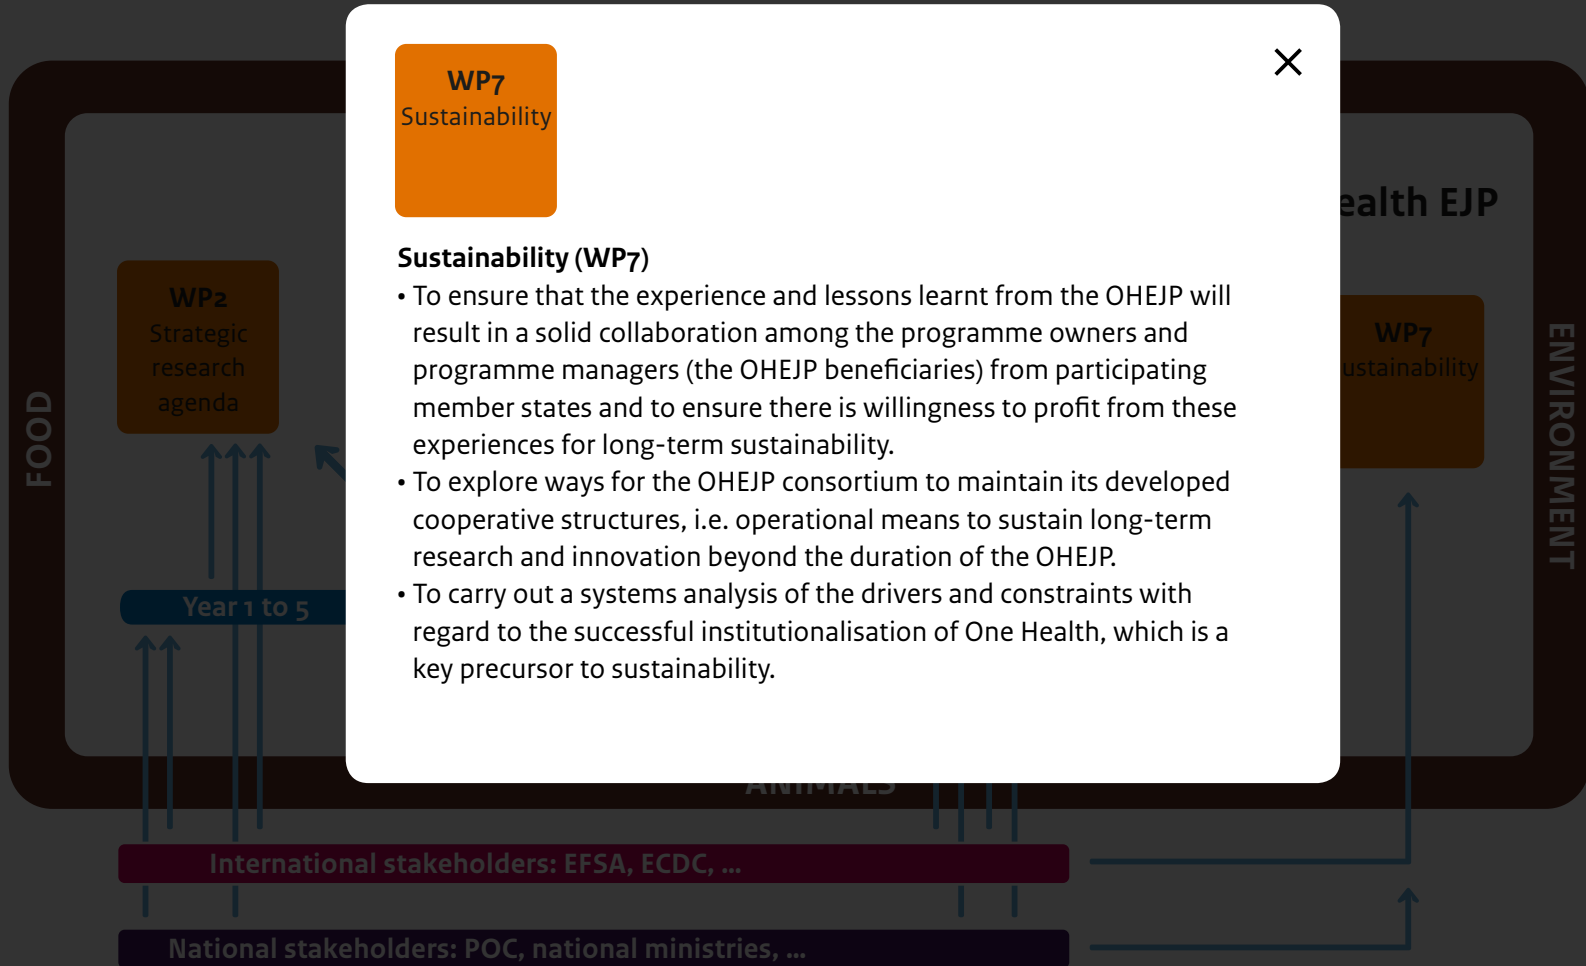 WP7
Sustainability
Sustainability (WP7)
• To ensure that the experience and lessons learnt from the OHEJP will
result in a solid collaboration among the programme owners and
programme managers (the OHEJP beneficiaries) from participating
member states and to ensure there is willingness to profit from these
experiences for long-term sustainability.
• To explore ways for the OHEJP consortium to maintain its developed
cooperative structures, i.e. operational means to sustain long-term
research and innovation beyond the duration of the OHEJP.
• To carry out a systems analysis of the drivers and constraints with
regard to the successful institutionalisation of One Health, which is a
key precursor to sustainability.
ealth EJP
WP2
Strategic
research
agenda
WP7
ustainability
FOOD
ENVIRONMENT
Year 1 to 5
ANIMALS
International stakeholders: EFSA, ECDC, ...
National stakeholders: POC, national ministries, ...